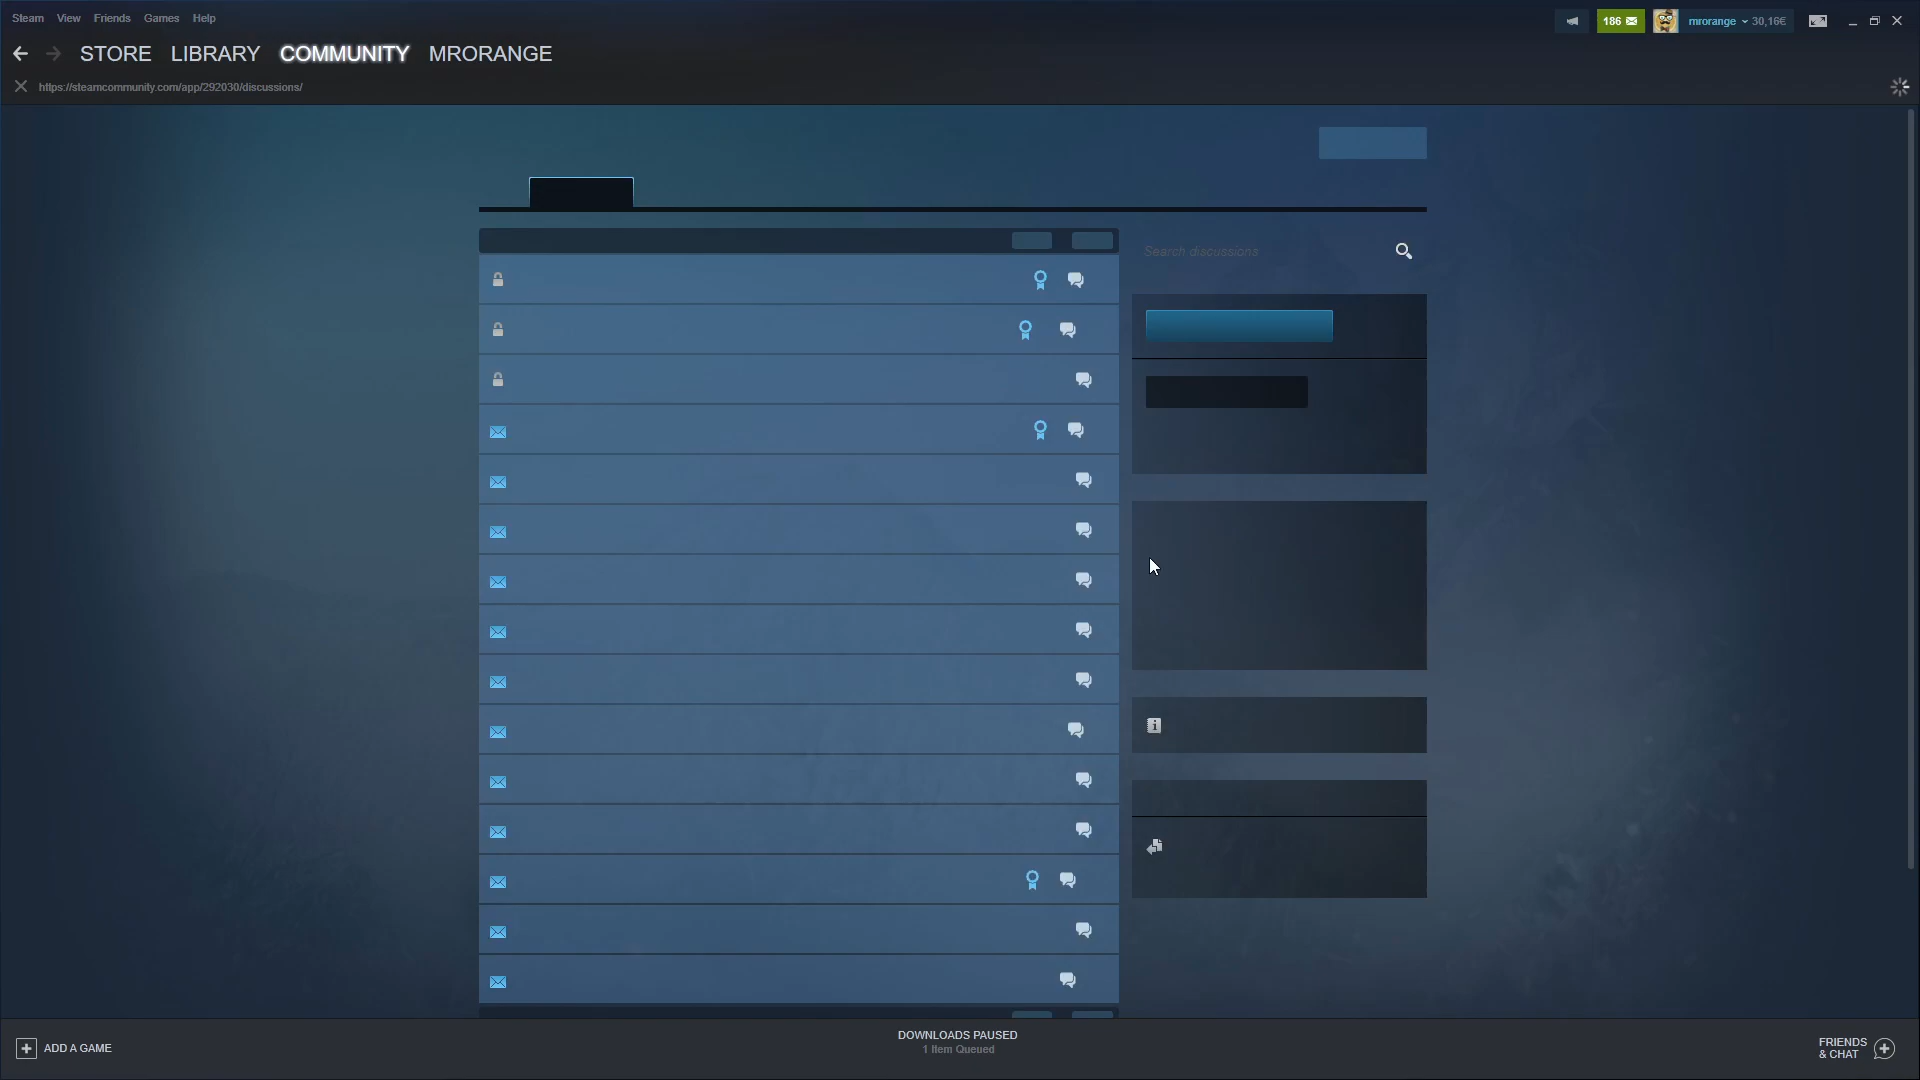 Steam View Friends Games Help
186 mrorange 30,16€
STORE LIBRARY COMMUNITY MRORANGE
https://steamcommunity.com/app/292030/discussions/
Search discussions
ADD A GAME
DOWNLOADS PAUSED
1 Item Queued
FRIENDS
& CHAT